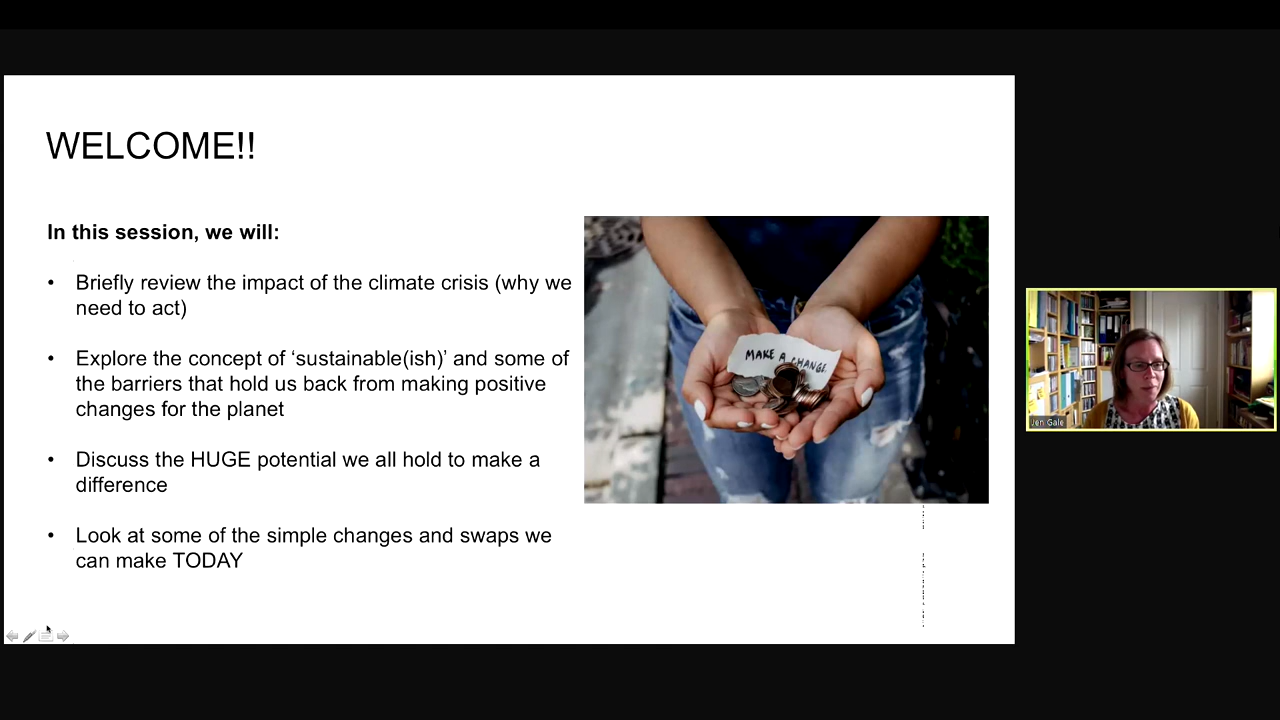 WELCOME!!
In this session, we will:
• Briefly review the impact of the climate crisis (why we
need to act)
• Explore the concept of ‘sustainable(ish)’ and some of
the barriers that hold us back from making positive
changes for the planet
• Discuss the HUGE potential we all hold to make a
difference
• Look at some of the simple changes and swaps we
can make TODAY
MAKE A CHANGE
Jen Gale